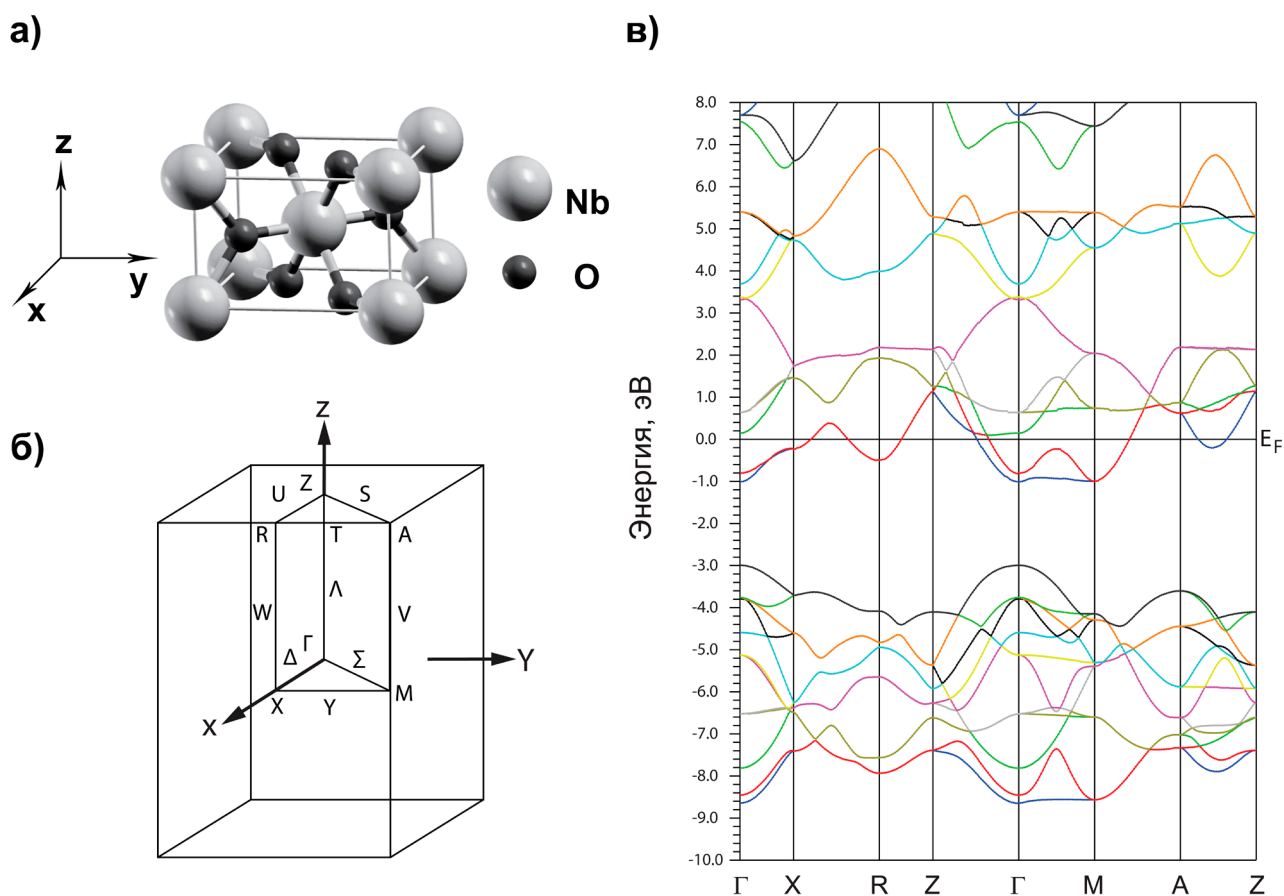 а)
z
y
x
Nb
O
б)
Z
U
Z
S
R
T
A
Λ
W
V
Γ
Δ
Σ
Y
X
Y
M
X
в)
Энергия, эВ
8.0
7.0
6.0
5.0
4.0
3.0
2.0
1.0
0.0
-1.0
-2.0
-3.0
-4.0
-5.0
-6.0
-7.0
-8.0
-9.0
-10.0
E_F
Γ X R Z Γ M A Z